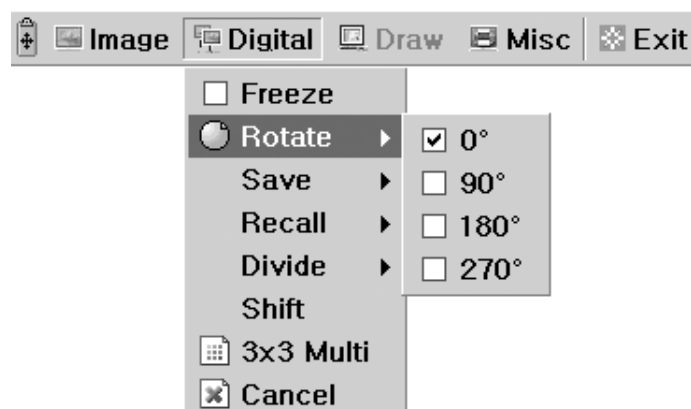 Image Digital Draw Misc Exit
Freeze
Rotate
0°
Save
90°
Recall
180°
Divide
270°
Shift
3x3 Multi
Cancel